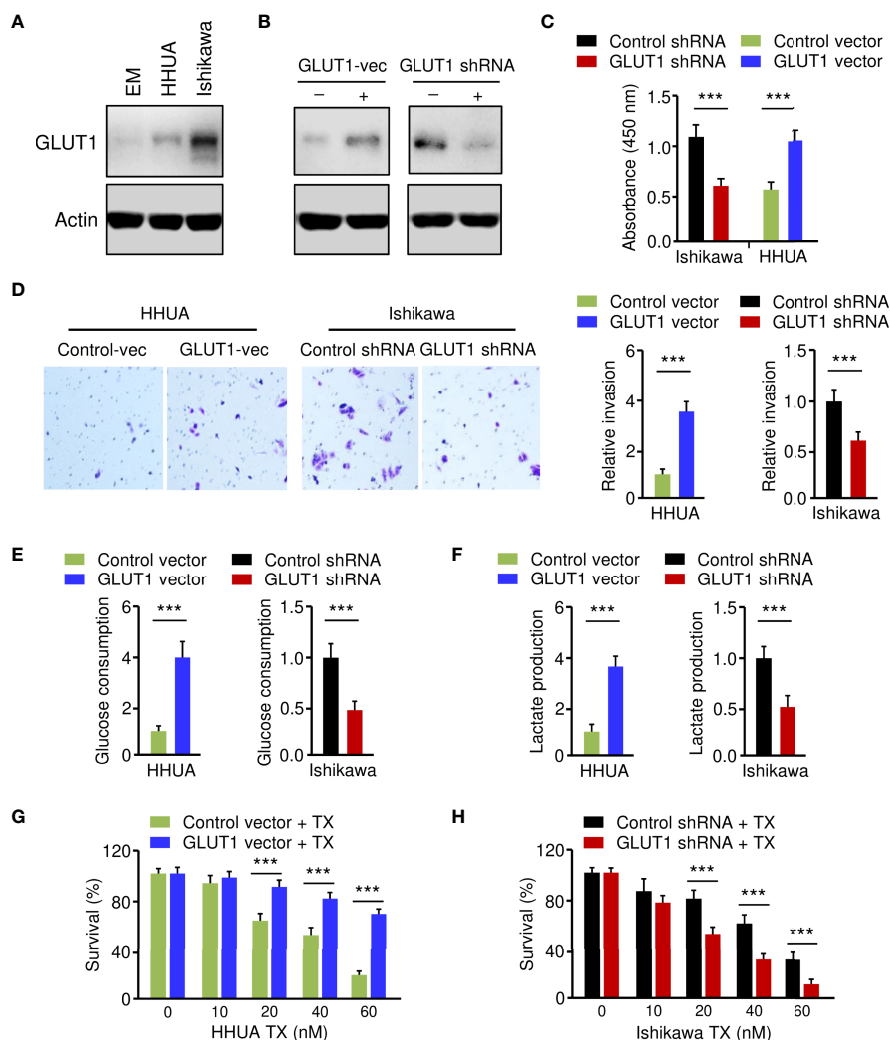 A
EM
HHUA
Ishikawa
GLUT1
Actin
B
GLUT1-vec GLUT1 shRNA
− + − +
C
Control shRNA Control vector
GLUT1 shRNA GLUT1 vector
Absorbance (450 nm)
1.5
1.0
0.5
0.0
*** ***
Ishikawa HHUA
D
HHUA Ishikawa
Control-vec GLUT1-vec Control shRNA GLUT1 shRNA
Control vector Control shRNA
GLUT1 vector GLUT1 shRNA
Relative invasion
6
4
2
0
***
HHUA
Relative invasion
1.5
1.0
0.5
0.0
***
Ishikawa
E
Control vector Control shRNA
GLUT1 vector GLUT1 shRNA
Glucose consumption
6
4
2
0
***
HHUA
Glucose consumption
1.5
1.0
0.5
0.0
***
Ishikawa
F
Control vector Control shRNA
GLUT1 vector GLUT1 shRNA
Lactate production
6
4
2
0
***
HHUA
Lactate production
1.5
1.0
0.5
0.0
***
Ishikawa
G
Control vector + TX
GLUT1 vector + TX
Survival (%)
120
80
40
0
*** *** ***
0 10 20 40 60
HHUA TX (nM)
H
Control shRNA + TX
GLUT1 shRNA + TX
Survival (%)
120
80
40
0
*** *** ***
0 10 20 40 60
Ishikawa TX (nM)